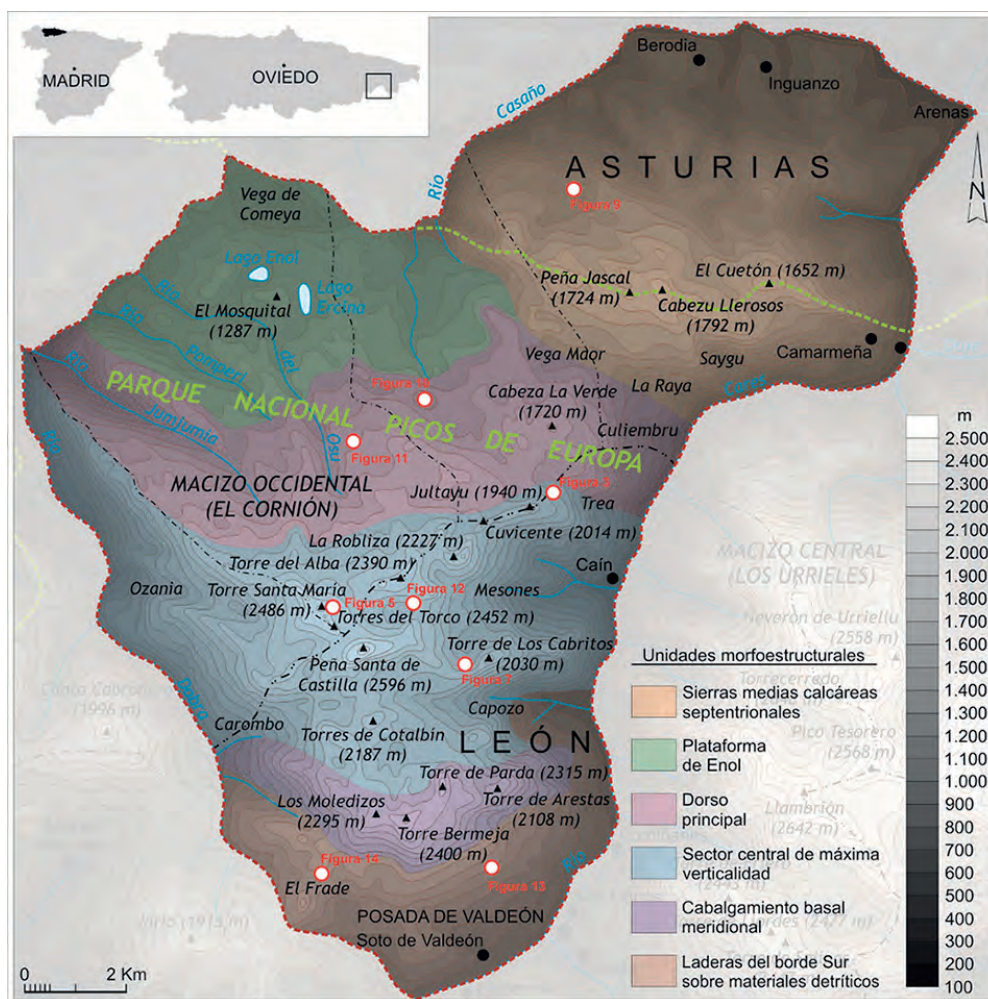 MADRID
OVIEDO
Berodia
Inguanzo
Arenas
Río
Casaño
ASTURIAS
N
Figura 9
Vega de
Comeya
Lago Enol
Lago
Ercina
El Mosquital
(1287 m)
Río
del
Osu
Río
Pomperi
Río
Junjumia
Peña Jascal
(1724 m)
El Cuetón (1652 m)
Cabezu Llerosos
(1792 m)
Camarmeña
Saygu
Vega Maor
La Raya
Cares
Cabeza La Verde
(1720 m)
Culiembru
PARQUE NACIONAL PICOS DE EUROPA
Figura 10
Figura 11
MACIZO OCCIDENTAL
(EL CORNIÓN)
Jultayu (1940 m)
Trea
Cuvicente (2014 m)
La Robliza (2227 m)
Torre del Alba (2390 m)
Caín
Mesones
Ozania
Torre Santa María
(2486 m)
Figura 5
Figura 12
Torres del Torco (2452 m)
Torre de Los Cabritos
(2030 m)
Figura 7
Peña Santa de
Castilla (2596 m)
Capozo
Río
Dobra
Carombo
Torres de Cotalbín
(2187 m)
LEÓN
Torre de Parda (2315 m)
Los Moledizos
(2295 m)
Torre de Arestas
(2108 m)
Torre Bermeja
(2400 m)
Figura 14
Figura 13
El Frade
Río
POSADA DE VALDEÓN
Soto de Valdeón
0
2 Km
MACIZO CENTRAL
(LOS URRIELES)
Neverón de Urriellu
(2558 m)
Torrecerredo
Pico Tesorero
(2568 m)
Llambrión
(2642 m)
(1996 m)
Unidades morfoestructurales
Sierras medias calcáreas
septentrionales
Plataforma
de Enol
Dorso
principal
Sector central de máxima
verticalidad
Cabalgamiento basal
meridional
Laderas del borde Sur
sobre materiales detríticos
m
2.500
2.400
2.300
2.200
2.100
2.000
1.900
1.800
1.700
1.600
1.500
1.400
1.300
1.200
1.100
1.000
900
800
700
600
500
400
300
200
100